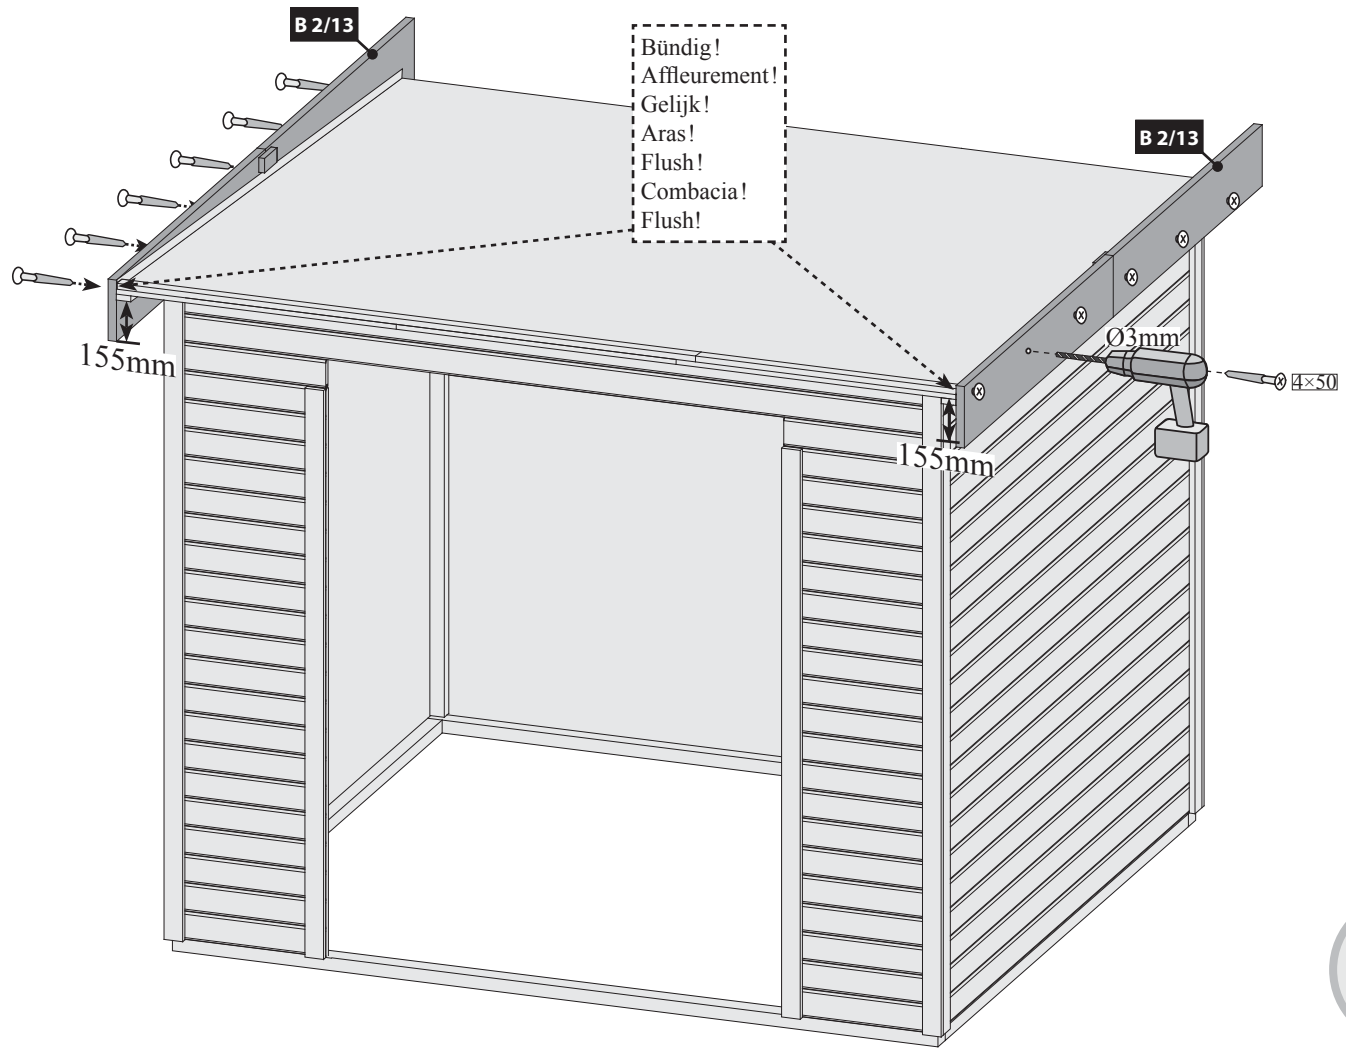 B 2/13
Bündig!
Affleurement!
Gelijk!
Aras!
Flush!
Combacia!
Flush!
B 2/13
Ø3mm
4×50
155mm
155mm